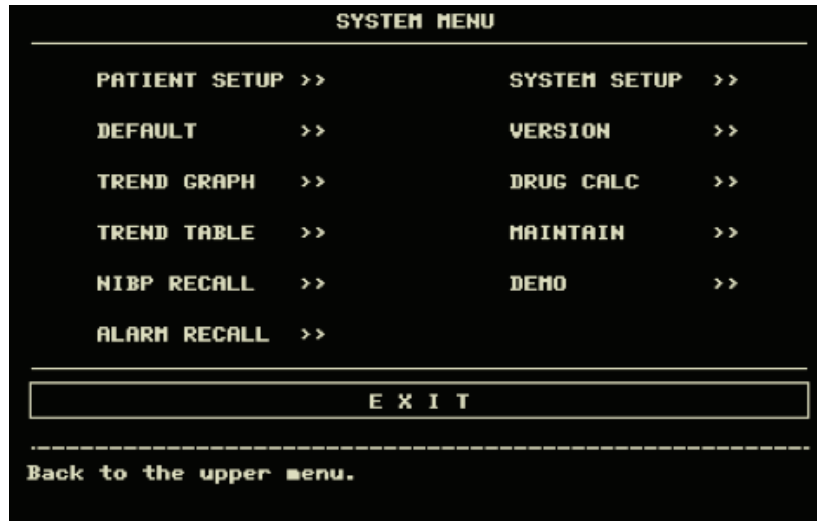 SYSTEM MENU
PATIENT SETUP >> SYSTEM SETUP >>
DEFAULT >> VERSION >>
TREND GRAPH >> DRUG CALC >>
TREND TABLE >> MAINTAIN >>
NIBP RECALL >> DEMO >>
ALARM RECALL >>
E X I T
Back to the upper menu.